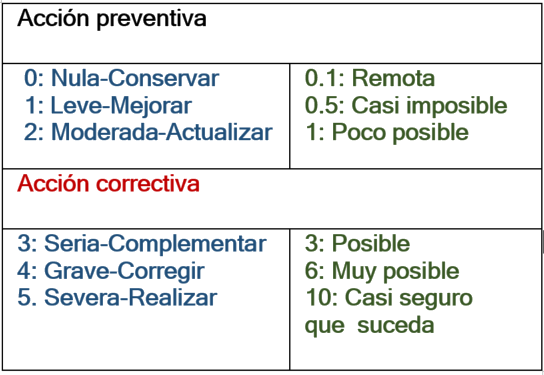 Acción preventiva
0: Nula-Conservar
1: Leve-Mejorar
2: Moderada-Actualizar
0.1: Remota
0.5: Casi imposible
1: Poco posible
Acción correctiva
3: Seria-Complementar
4: Grave-Corregir
5. Severa-Realizar
3: Posible
6: Muy posible
10: Casi seguro
que suceda